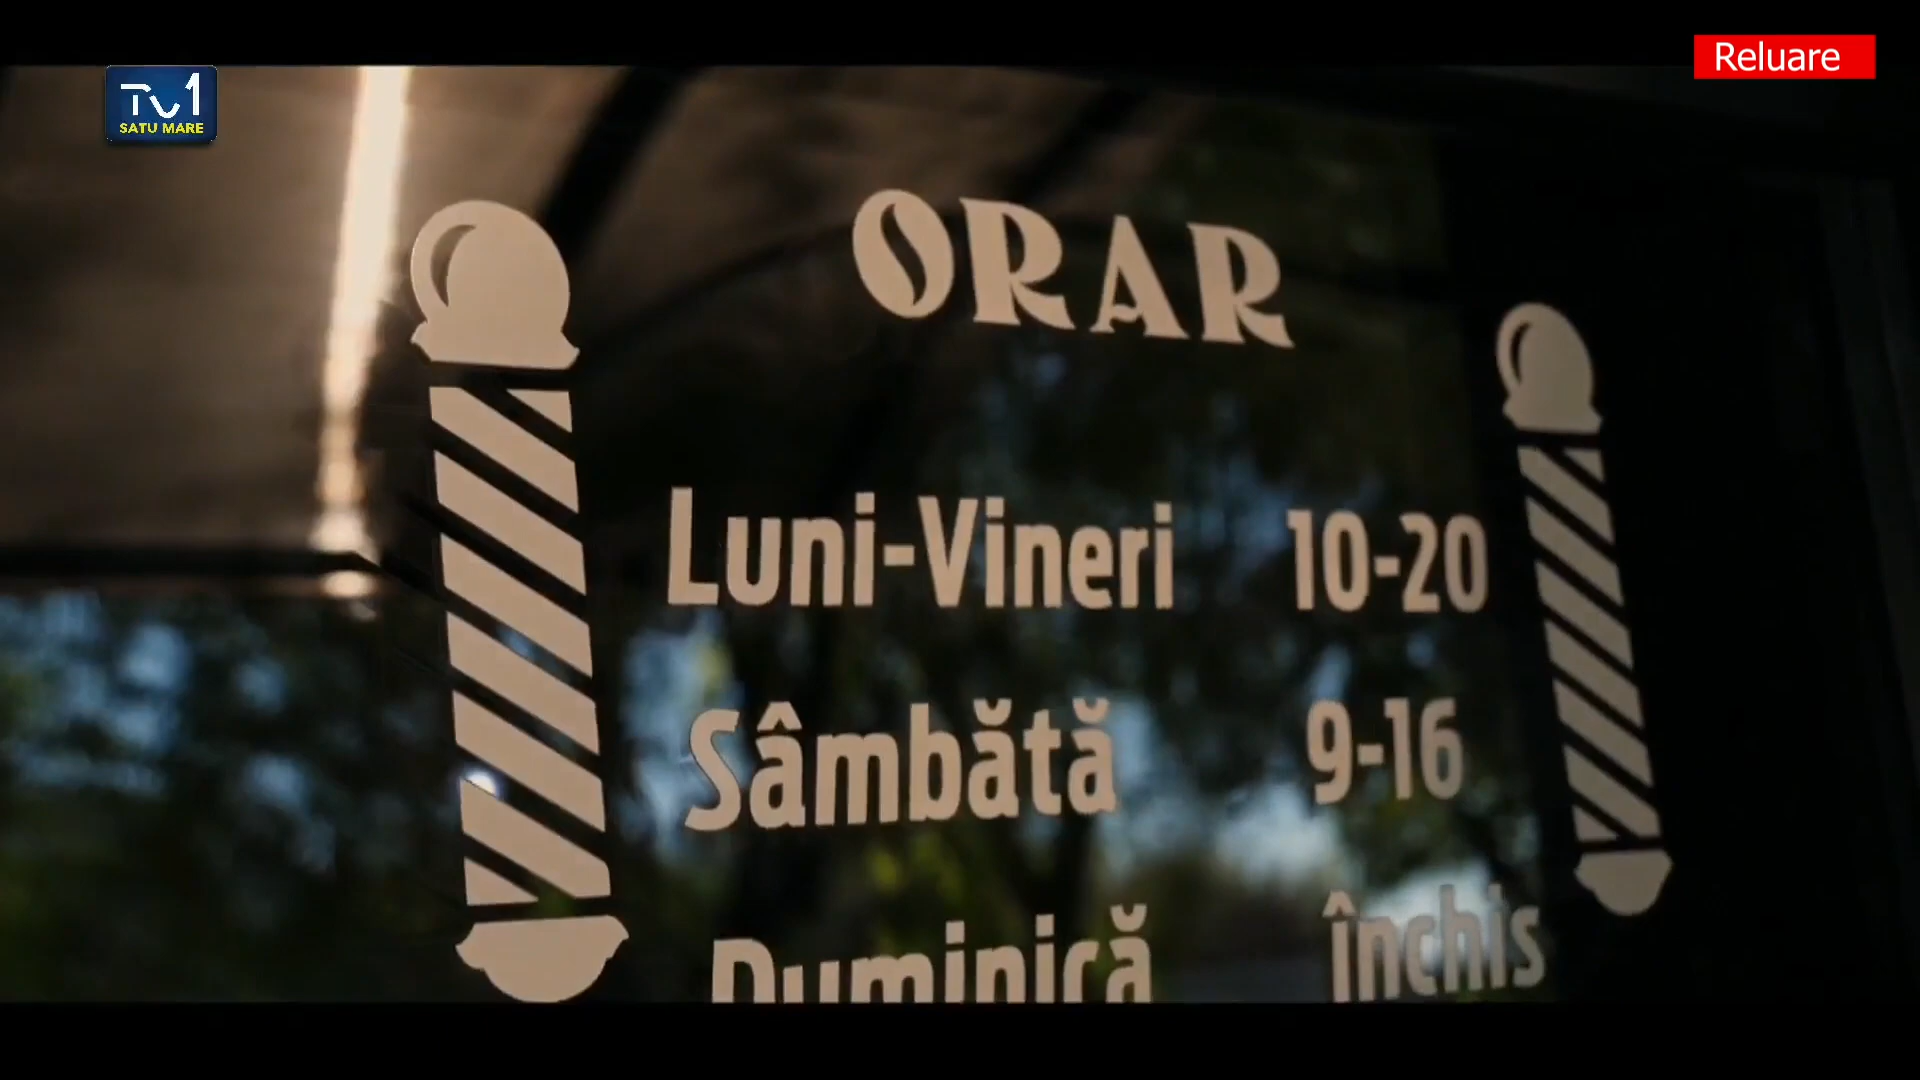 Reluare
TV1
SATU MARE
ORAR
Luni-Vineri 10-20
Sâmbătă 9-16
Duminică închis